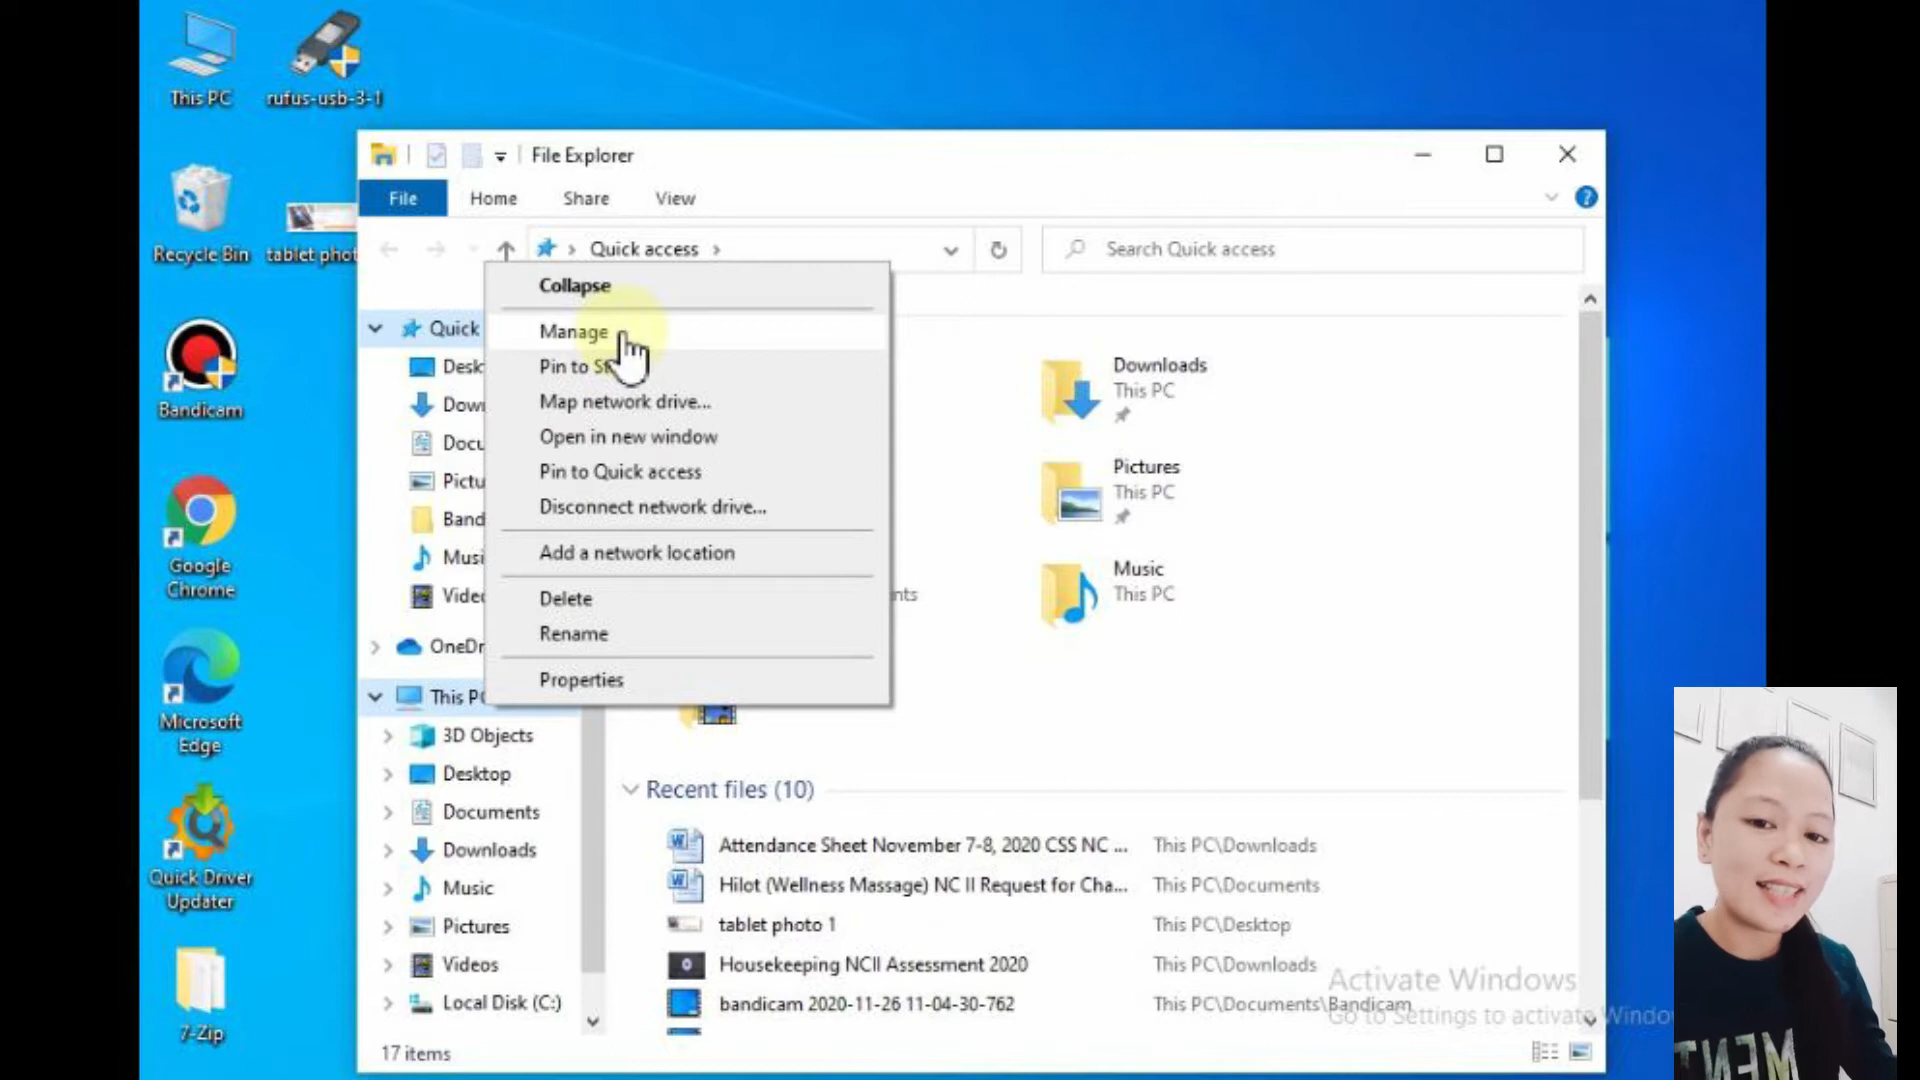 This PC
rufus-usb-3-1
Recycle Bin
tablet phot
Bandicam
Google
Chrome
Microsoft
Edge
Quick Driver
Updater
7-Zip
File Explorer
File
Home
Share
View
Quick access
Search Quick access
Collapse
Manage
Pin to St
Map network drive...
Open in new window
Pin to Quick access
Disconnect network drive...
Add a network location
Delete
Rename
Properties
Quick
Desk
Dow
Docu
Pictu
Band
Musi
Vide
OneDr
This PC
3D Objects
Desktop
Documents
Downloads
Music
Pictures
Videos
Local Disk (C:)
Downloads
This PC
Pictures
This PC
Music
This PC
nts
Recent files (10)
Attendance Sheet November 7-8, 2020 CSS NC ... This PC\Downloads
Hilot (Wellness Massage) NC II Request for Cha... This PC\Documents
tablet photo 1 This PC\Desktop
Housekeeping NCII Assessment 2020 This PC\Downloads
bandicam 2020-11-26 11-04-30-762 This PC\Documents\Bandicam
Activate Windows
Go to Settings to activate Windo
17 items